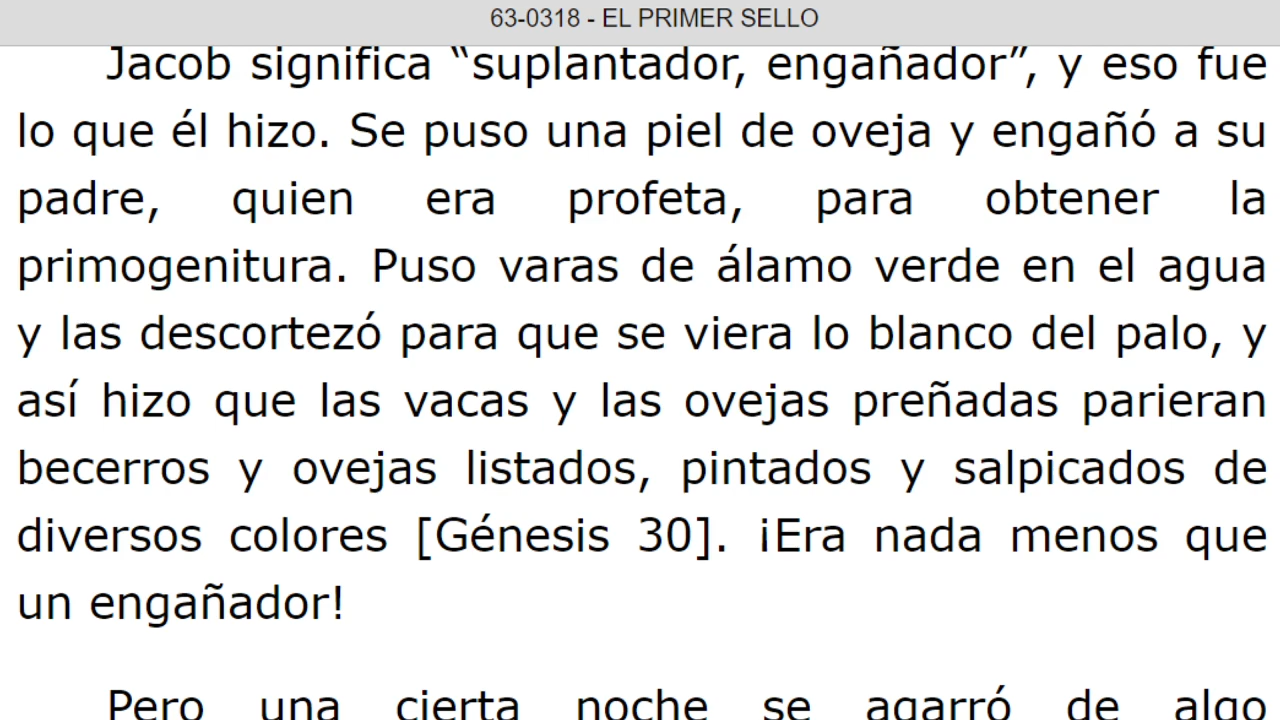 63-0318 - EL PRIMER SELLO
Jacob significa “suplantador, engañador”, y eso fue
lo que él hizo. Se puso una piel de oveja y engañó a su
padre, quien era profeta, para obtener la
primogenitura. Puso varas de álamo verde en el agua
y las descortezó para que se viera lo blanco del palo, y
así hizo que las vacas y las ovejas preñadas parieran
becerros y ovejas listados, pintados y salpicados de
diversos colores [Génesis 30]. ¡Era nada menos que
un engañador!
Pero una cierta noche se agarró de algo